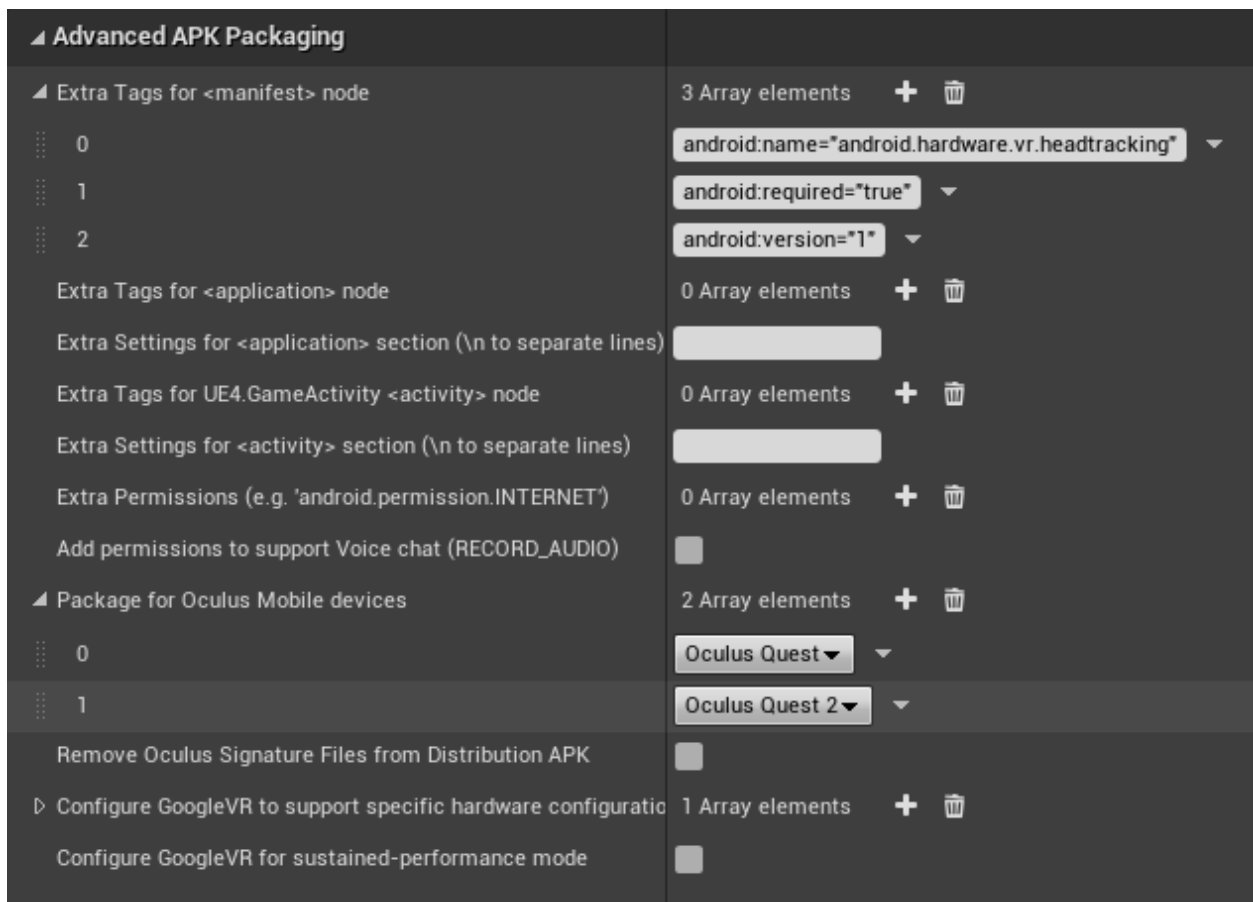 Advanced APK Packaging
Extra Tags for <manifest> node 3 Array elements
0 android:name="android.hardware.vr.headtracking"
1 android:required="true"
2 android:version="1"
Extra Tags for <application> node 0 Array elements
Extra Settings for <application> section (\n to separate lines)
Extra Tags for UE4.GameActivity <activity> node 0 Array elements
Extra Settings for <activity> section (\n to separate lines)
Extra Permissions (e.g. 'android.permission.INTERNET') 0 Array elements
Add permissions to support Voice chat (RECORD_AUDIO)
Package for Oculus Mobile devices 2 Array elements
0 Oculus Quest
1 Oculus Quest 2
Remove Oculus Signature Files from Distribution APK
Configure GoogleVR to support specific hardware configuratic 1 Array elements
Configure GoogleVR for sustained-performance mode